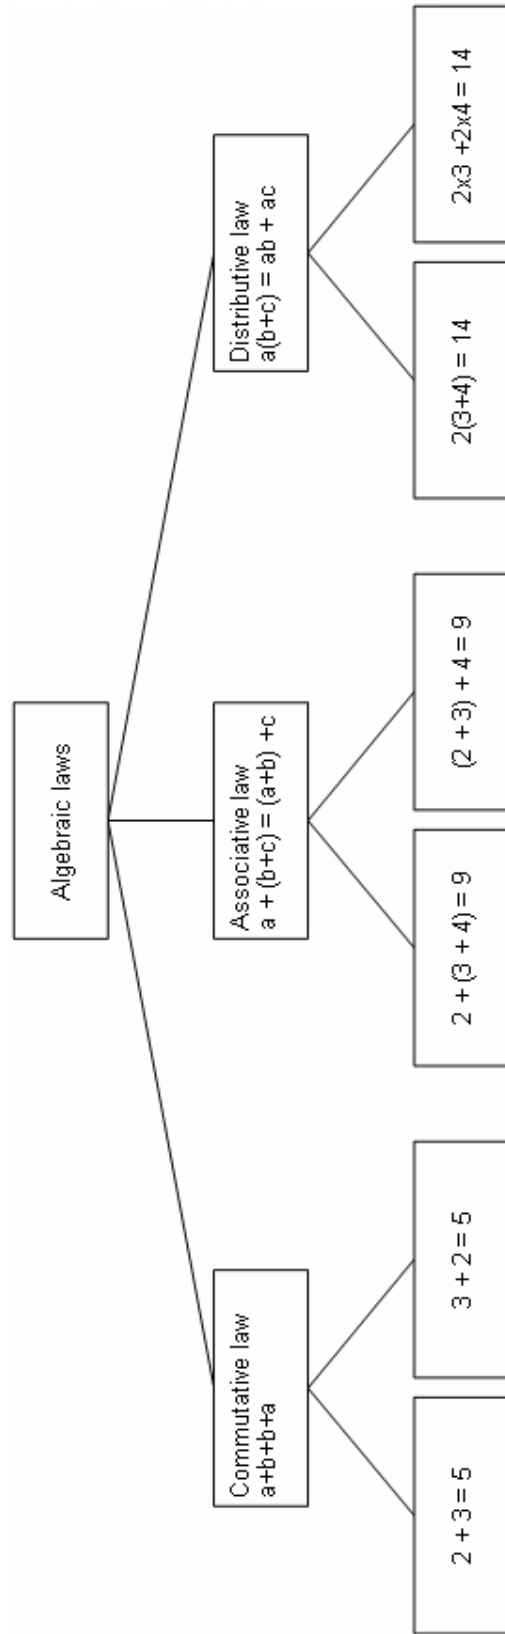 Algebraic laws
Commutative law
a+b+b+a
Associative law
a + (b+c) = (a+b) +c
Distributive law
a(b+c) = ab + ac
2 + 3 = 5
3 + 2 = 5
2 + (3 + 4) = 9
(2 + 3) + 4 = 9
2(3+4) = 14
2x3 +2x4 = 14